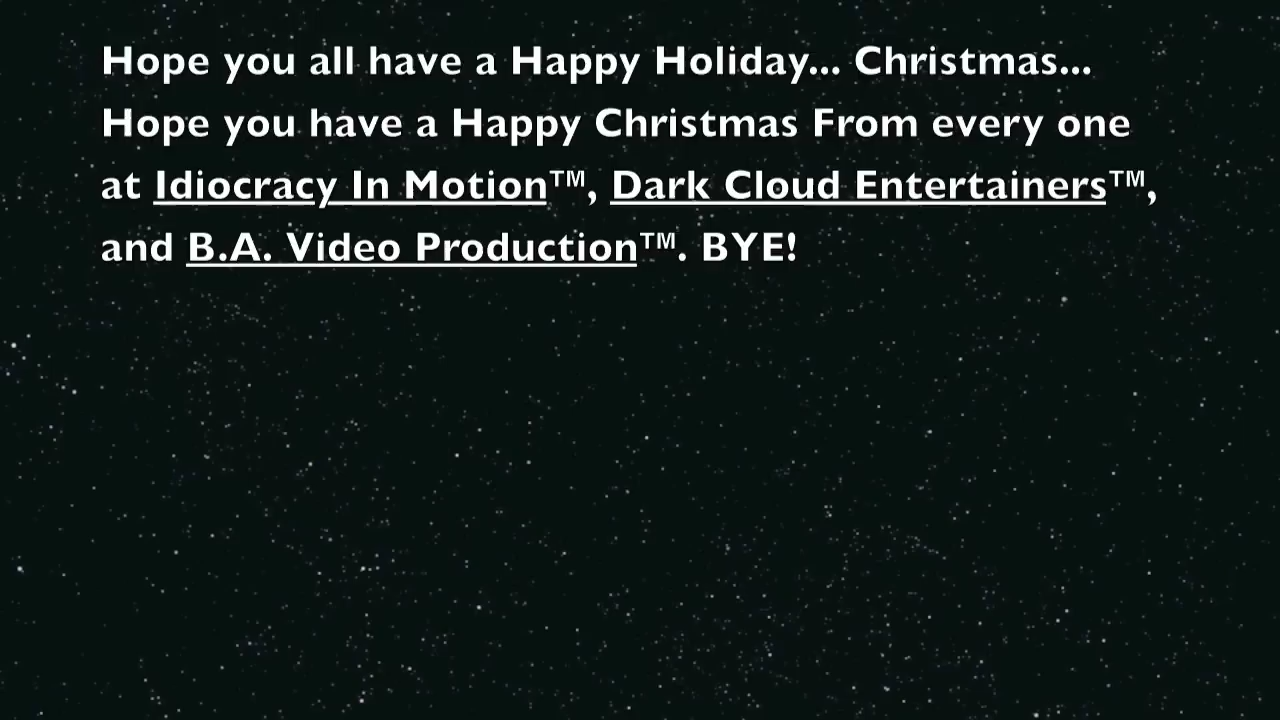 Hope you all have a Happy Holiday... Christmas...
Hope you have a Happy Christmas From every one
at Idiocracy In Motion™, Dark Cloud Entertainers™,
and B.A. Video Production™. BYE!